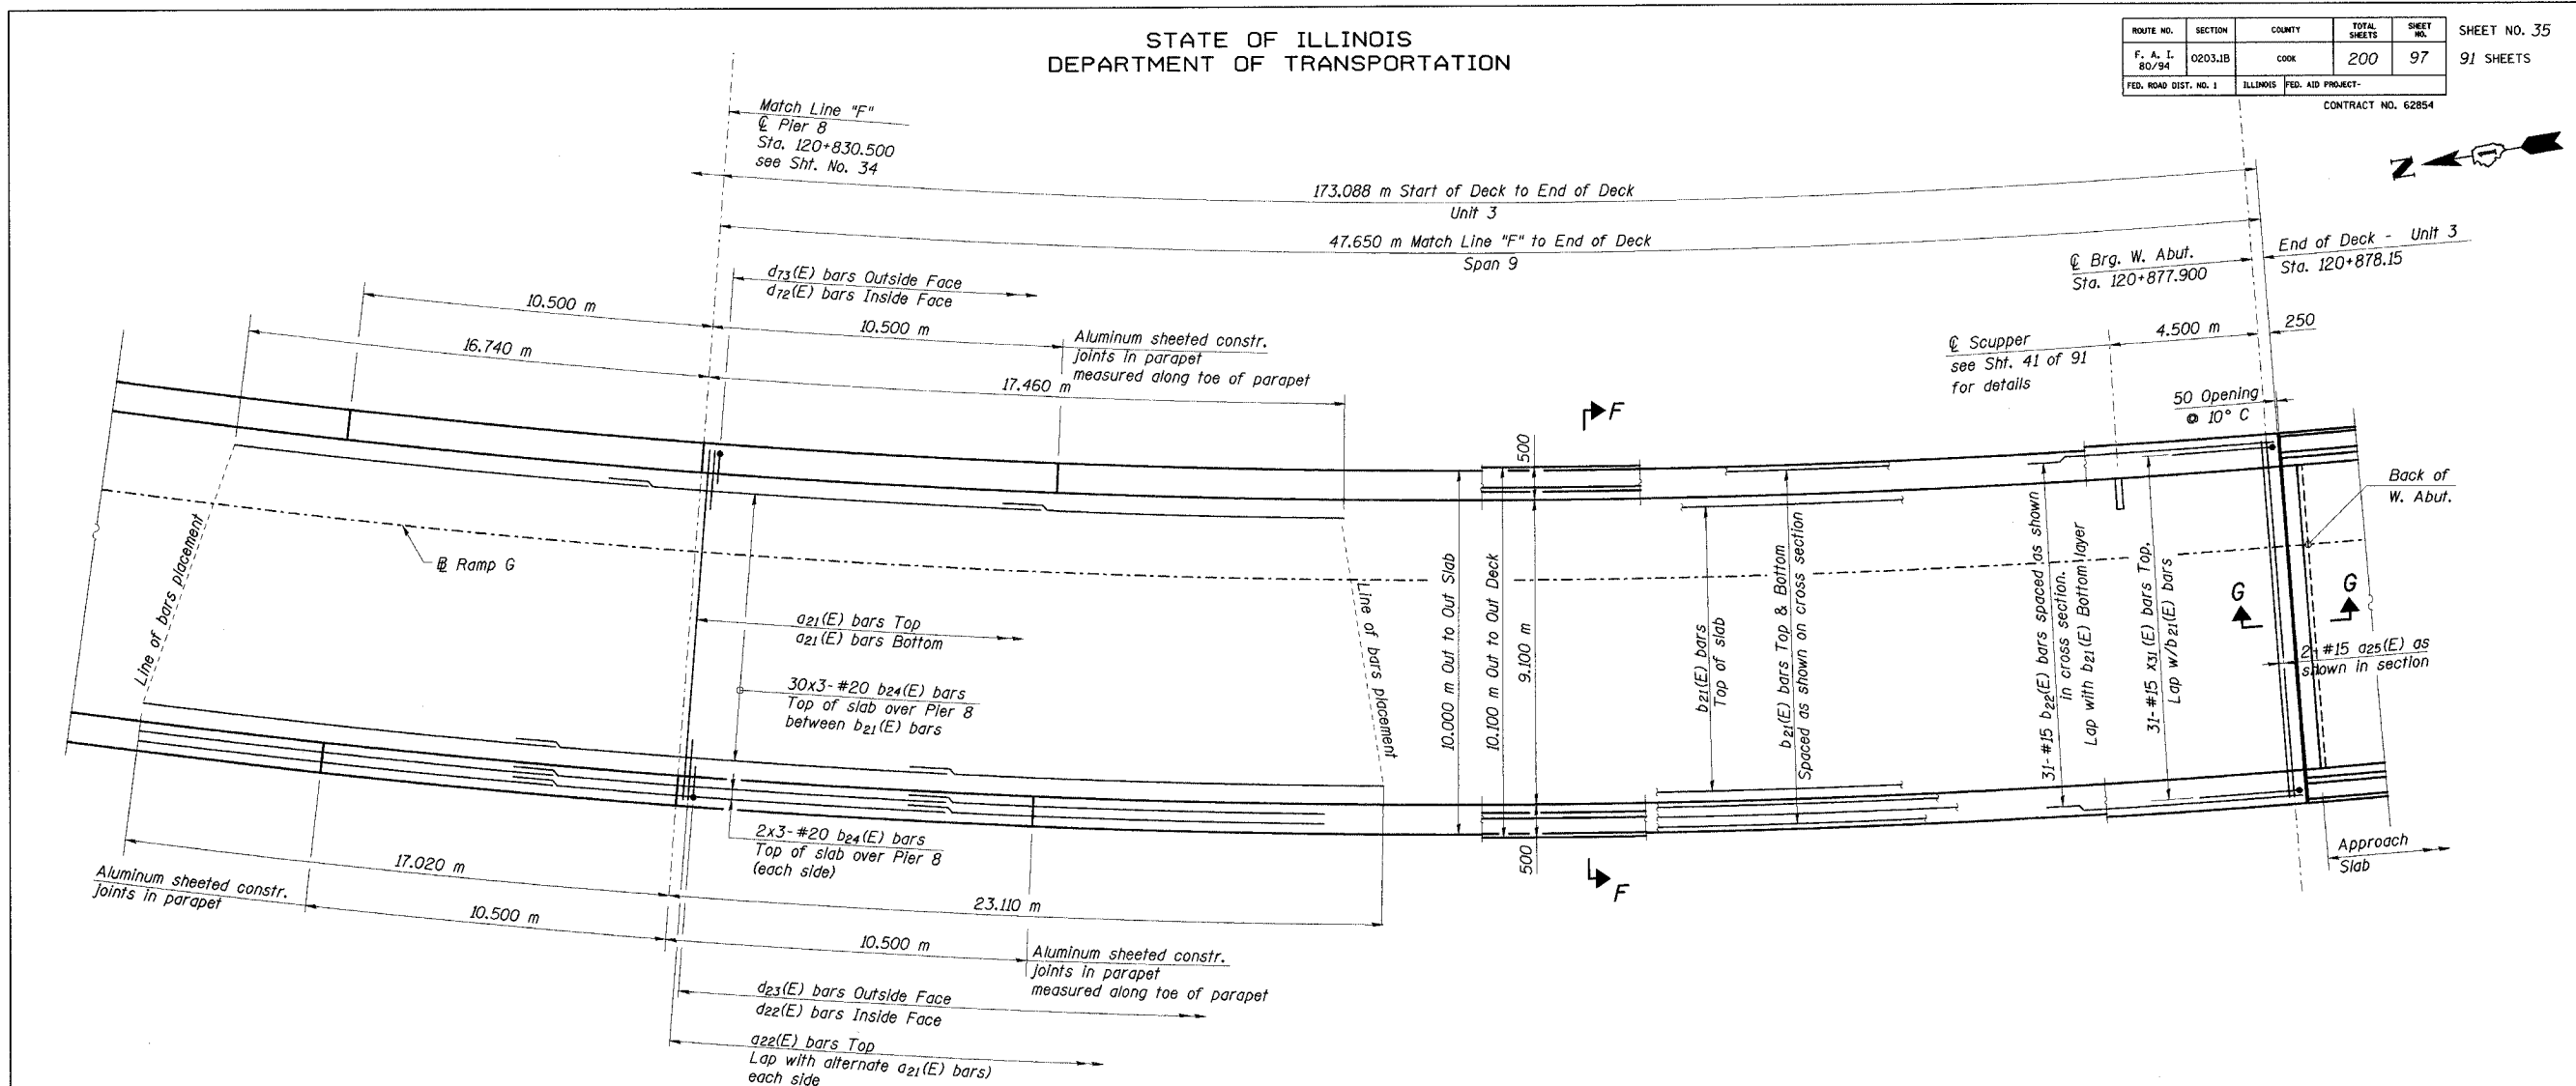 STATE OF ILLINOIS
DEPARTMENT OF TRANSPORTATION
ROUTE NO. SECTION COUNTY TOTAL SHEETS SHEET NO.
F. A. I. 80/94 0203.1B COOK 200 97
FED. ROAD DIST. NO. 1 ILLINOIS FED. AID PROJECT-
SHEET NO. 35
91 SHEETS
CONTRACT NO. 62854
N
Match Line "F"
℄ Pier 8
Sta. 120+830.500
see Sht. No. 34
173.088 m Start of Deck to End of Deck
Unit 3
47.650 m Match Line "F" to End of Deck
Span 9
℄ Brg. W. Abut.
Sta. 120+877.900
End of Deck - Unit 3
Sta. 120+878.15
d73(E) bars Outside Face
d72(E) bars Inside Face
10.500 m
10.500 m
16.740 m
17.460 m
Aluminum sheeted constr.
joints in parapet
measured along toe of parapet
℄ Scupper
see Sht. 41 of 91
for details
4.500 m
250
50 Opening
@ 10° C
F
500
Back of
W. Abut.
Line of bars placement
℔ Ramp G
a21(E) bars Top
a21(E) bars Bottom
30x3-#20 b24(E) bars
Top of slab over Pier 8
between b21(E) bars
Line of bars placement
10.000 m Out to Out Slab
10.100 m Out to Out Deck
9.100 m
b21(E) bars
Top of slab
b21(E) bars Top & Bottom
Spaced as shown on cross section
31-#15 b22(E) bars spaced as shown
in cross section.
Lap with b21(E) Bottom layer
31-#15 x31(E) bars Top,
Lap w/b21(E) bars
G
G
2-#15 a25(E) as
shown in section
2x3-#20 b24(E) bars
Top of slab over Pier 8
(each side)
500
F
Approach
Slab
17.020 m
23.110 m
Aluminum sheeted constr.
joints in parapet
10.500 m
10.500 m
Aluminum sheeted constr.
joints in parapet
measured along toe of parapet
d23(E) bars Outside Face
d22(E) bars Inside Face
a22(E) bars Top
Lap with alternate a21(E) bars)
each side